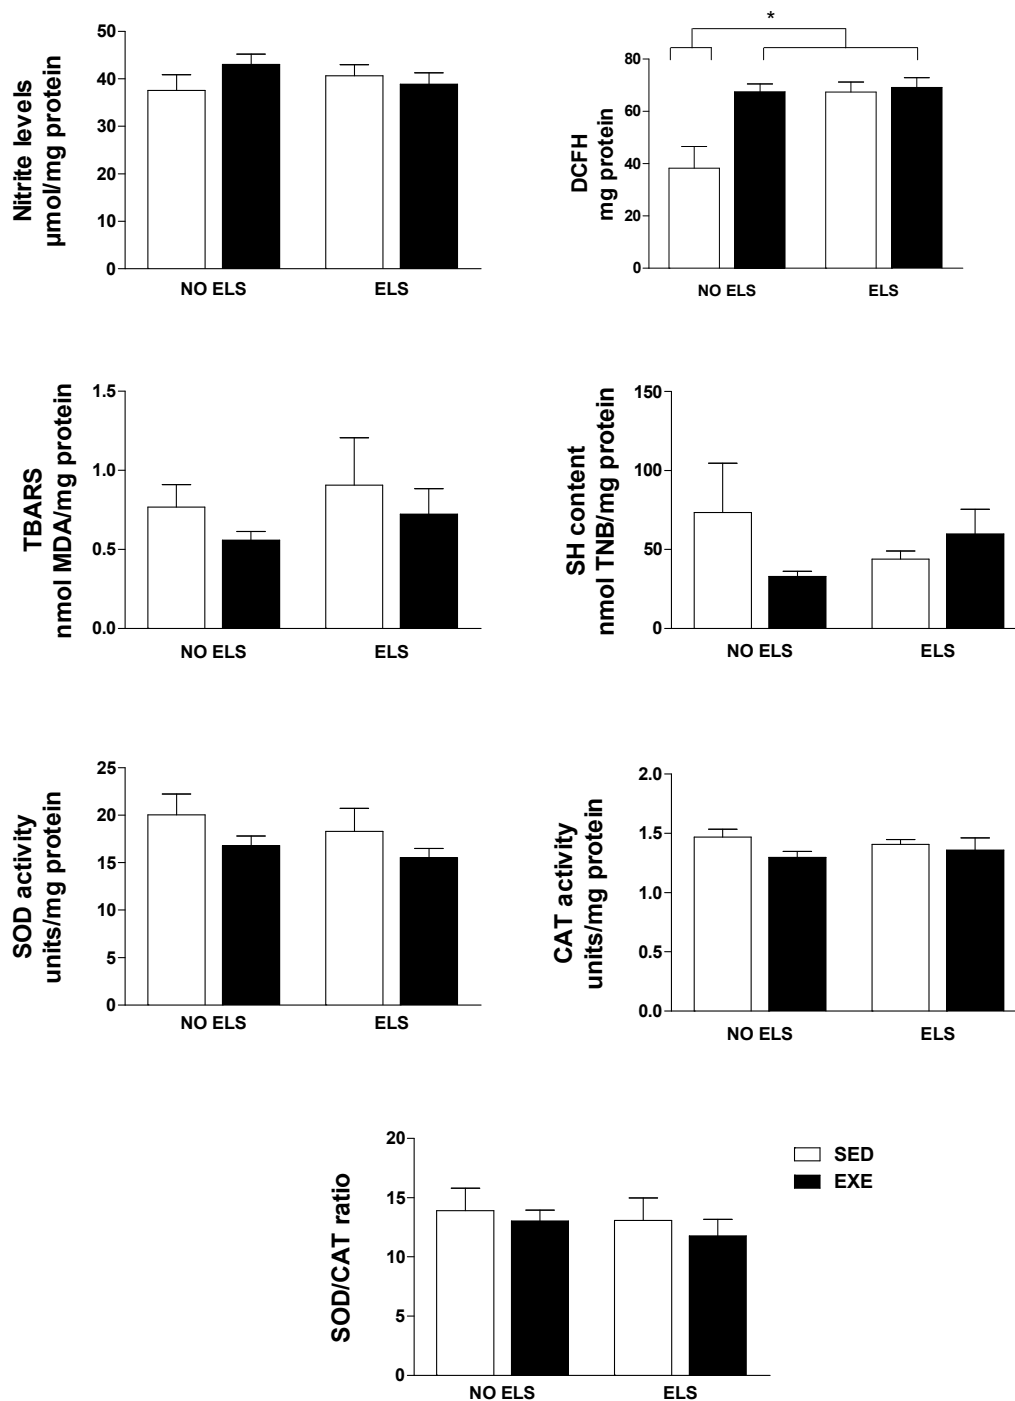 Nitrite levels
µmol/mg protein
50
40
30
20
10
0
NO ELS
ELS
*
DCFH
mg protein
80
60
40
20
0
NO ELS
ELS
TBARS
nmol MDA/mg protein
1.5
1.0
0.5
0.0
NO ELS
ELS
SH content
nmol TNB/mg protein
150
100
50
0
NO ELS
ELS
SOD activity
units/mg protein
25
20
15
10
5
0
NO ELS
ELS
CAT activity
units/mg protein
2.0
1.5
1.0
0.5
0.0
NO ELS
ELS
SOD/CAT ratio
20
15
10
5
0
NO ELS
ELS
SED
EXE